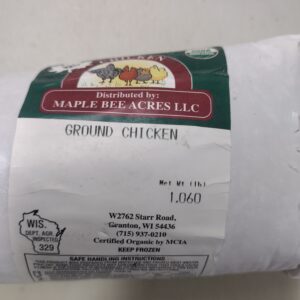 CHICKEN
Distributed by:
MAPLE BEE ACRES LLC
GROUND CHICKEN
Net Wt (lb)
1.060
W2762 Starr Road,
Granton, WI 54436
(715) 937-0210
Certified Organic by MCIA
KEEP FROZEN
WIS.
DEPT. AGR.
INSPECTED
329
SAFE HANDLING INSTRUCTIONS